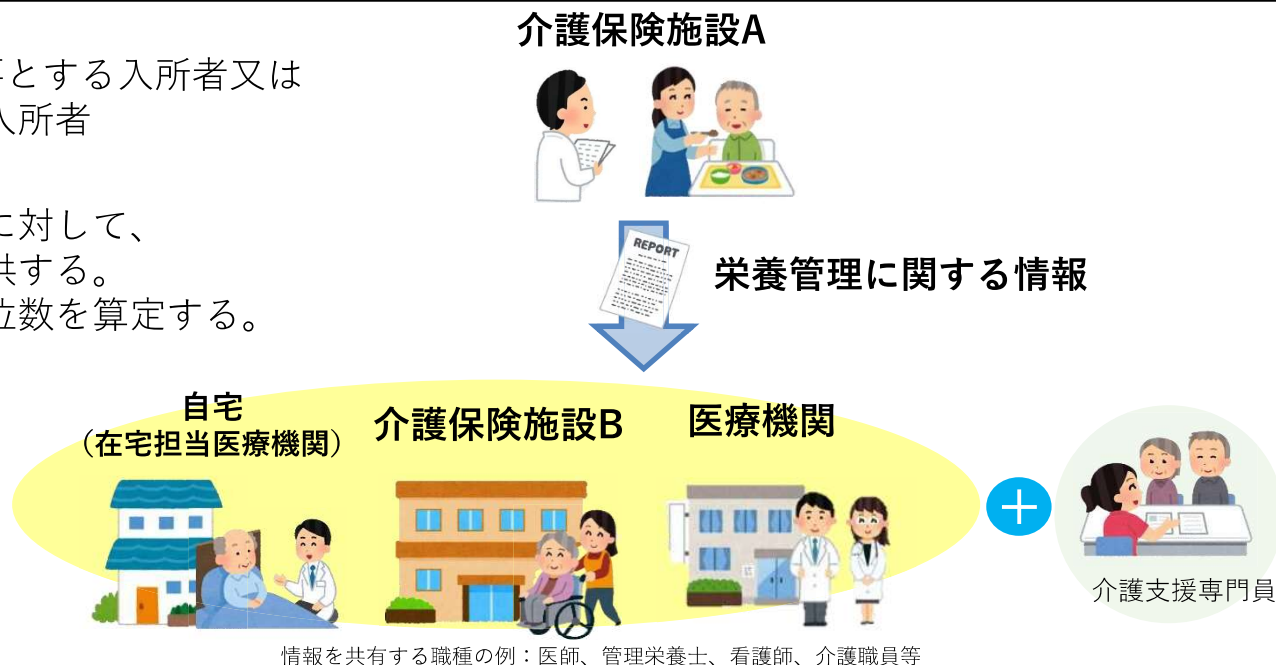 介護保険施設A
要とする入所者又は
入所者
に対して、
供する。
位数を算定する。
REPORT
栄養管理に関する情報
自宅
（在宅担当医療機関）
介護保険施設B
医療機関
＋
介護支援専門員
情報を共有する職種の例：医師、管理栄養士、看護師、介護職員等